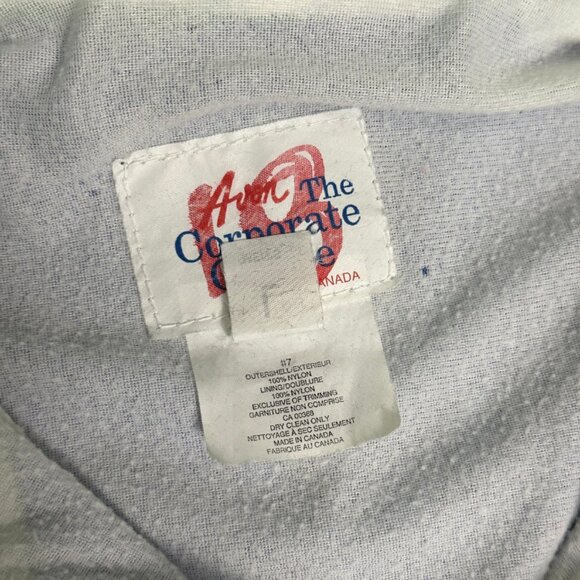 Avon The
Corporate
CANADA
#7
OUTERSHELL/EXTERIEUR
100% NYLON
LINING/DOUBLURE
100% NYLON
EXCLUSIVE OF TRIMMING
GARNITURE NON COMPRISE
CA 00368
DRY CLEAN ONLY
NETTOYAGE À SEC SEULEMENT
MADE IN CANADA
FABRIQUE AU CANADA